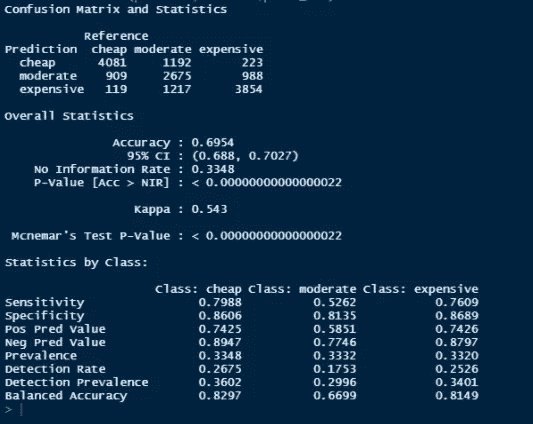 Confusion Matrix and Statistics
Reference
Prediction cheap moderate expensive
cheap 4081 1192 223
moderate 909 2675 988
expensive 119 1217 3854
Overall Statistics
Accuracy : 0.6954
95% CI : (0.688, 0.7027)
No Information Rate : 0.3348
P-Value [Acc > NIR] : < 0.00000000000000022
Kappa : 0.543
Mcnemar's Test P-Value : < 0.00000000000000022
Statistics by Class:
Class: cheap Class: moderate Class: expensive
Sensitivity 0.7988 0.5262 0.7609
Specificity 0.8606 0.8135 0.8689
Pos Pred Value 0.7425 0.5851 0.7426
Neg Pred Value 0.8947 0.7746 0.8797
Prevalence 0.3348 0.3332 0.3320
Detection Rate 0.2675 0.1753 0.2526
Detection Prevalence 0.3602 0.2996 0.3401
Balanced Accuracy 0.8297 0.6699 0.8149
>